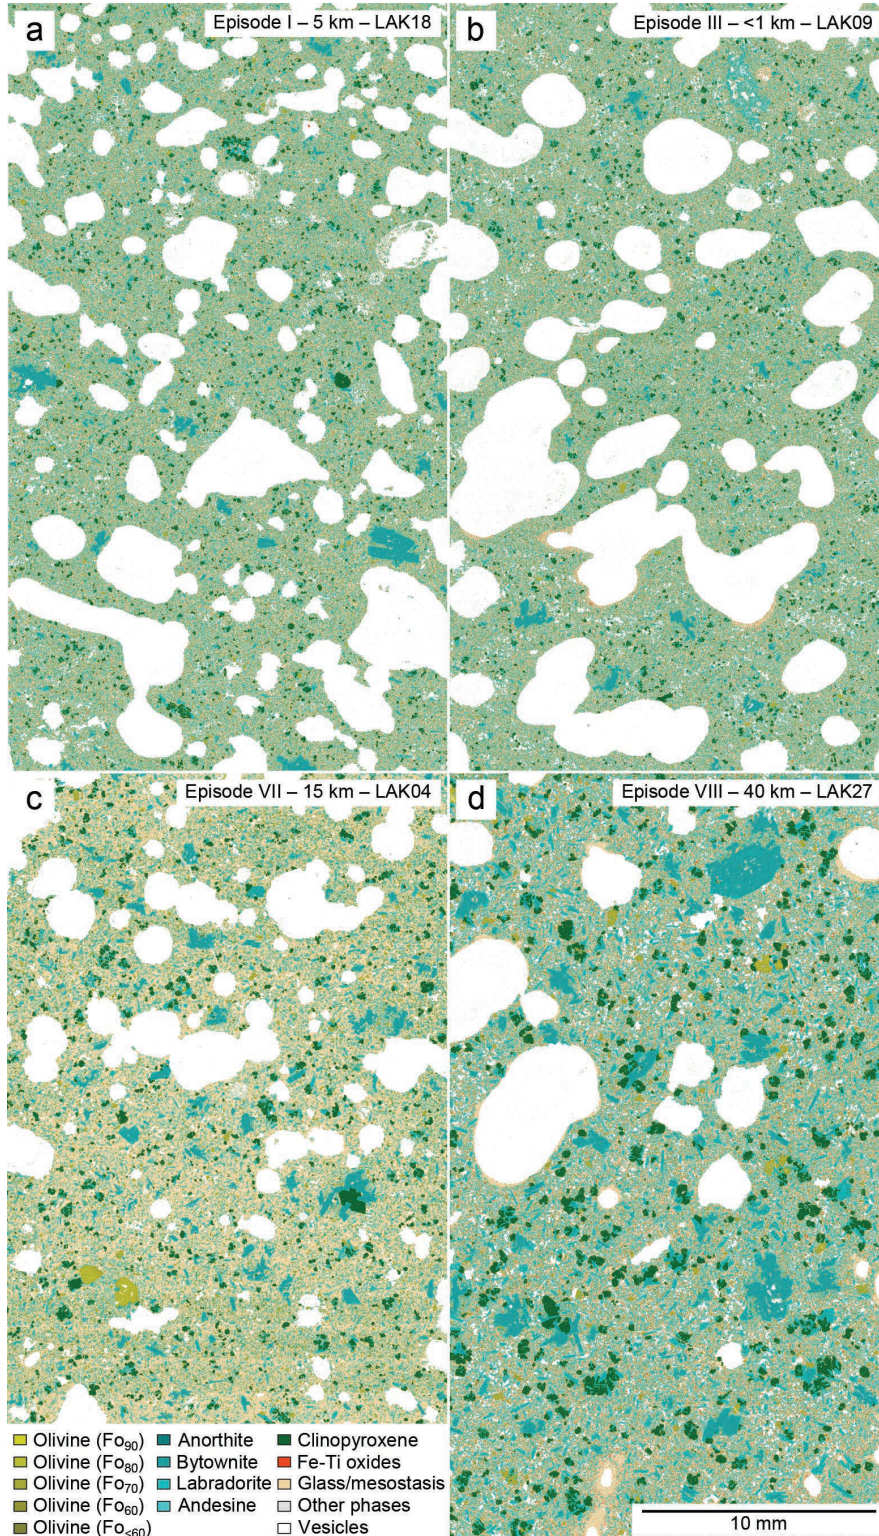 a
Episode I – 5 km – LAK18
b
Episode III – <1 km – LAK09
c
Episode VII – 15 km – LAK04
d
Episode VIII – 40 km – LAK27
Olivine (Fo₉₀)
Olivine (Fo₈₀)
Olivine (Fo₇₀)
Olivine (Fo₆₀)
Olivine (Fo<₆₀)
Anorthite
Bytownite
Labradorite
Andesine
Clinopyroxene
Fe-Ti oxides
Glass/mesostasis
Other phases
Vesicles
10 mm